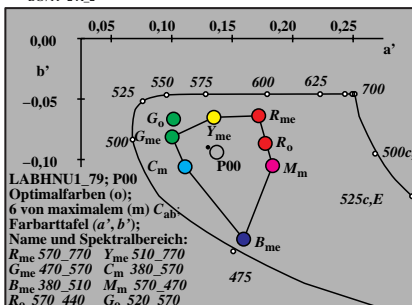 0,05 0,10 0,15 0,20 0,25
a'
0,00
b'
525 550 575 600 625 700
−0,05
G_o R_me
Y_me
500 G_me R_o 500c,
−0,10
C_m P00 M_m
LABHNU1_79; P00
525c,E
Optimalfarben (o);
6 von maximalem (m) C_ab'
Farbarttafel (a', b');
Name und Spektralbereich:
B_me
R_me 570_770 Y_me 510_770
475
G_me 470_570 C_m 380_570
B_me 380_510 M_m 570_470
R_o 570_440 G_o 520_570